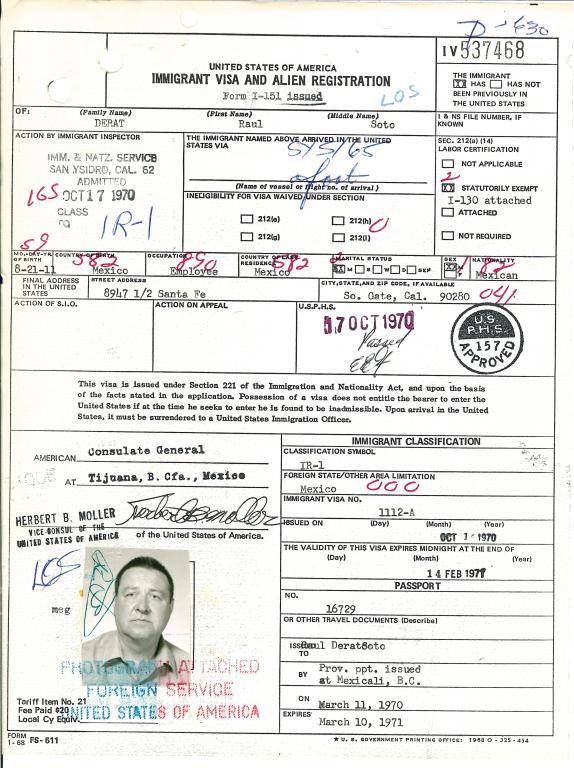 D - 630
IV 537468
UNITED STATES OF AMERICA
IMMIGRANT VISA AND ALIEN REGISTRATION
Form I-151 issued
LOS
THE IMMIGRANT
XX HAS HAS NOT
BEEN PREVIOUSLY IN
THE UNITED STATES
OF: (Family Name) (First Name) (Middle Name)
DERAT Raul Soto
I & NS FILE NUMBER, IF
KNOWN
ACTION BY IMMIGRANT INSPECTOR
IMM. & NATZ. SERVICE
SAN YSIDRO, CAL. 62
ADMITTED
165 OCT 17 1970
CLASS IR-1
59
THE IMMIGRANT NAMED ABOVE ARRIVED IN THE UNITED
STATES VIA
SYS/65
foot
(Name of vessel or flight no. of arrival)
INELIGIBILITY FOR VISA WAIVED UNDER SECTION
212(e) 212(h) 0
212(g) 212(i)
SEC. 212(a) (14)
LABOR CERTIFICATION
NOT APPLICABLE
2
XX STATUTORILY EXEMPT
I-130 attached
ATTACHED
NOT REQUIRED
MO.-DAY-YR.
OF BIRTH
8-21-11
COUNTRY OF BIRTH
582
Mexico
OCCUPATION
890
Employee
COUNTRY OF LAST
RESIDENCE
582
Mexico
MARITAL STATUS
M S W D SEP
SEX
M
F
NATIONALITY
Mexican
FINAL ADDRESS
IN THE UNITED
STATES
STREET ADDRESS
8947 1/2 Santa Fe
CITY, STATE, AND ZIP CODE, IF AVAILABLE
So. Gate, Cal. 90280 041
ACTION OF S.I.O.
ACTION ON APPEAL
U.S.P.H.S.
17 OCT 1970
Passed
U.S.
P.H.S.
157
APPROVED
This visa is issued under Section 221 of the Immigration and Nationality Act, and upon the basis
of the facts stated in the application. Possession of a visa does not entitle the bearer to enter the
United States if at the time he seeks to enter he is found to be inadmissible. Upon arrival in the United
States, it must be surrendered to a United States Immigration Officer.
AMERICAN Consulate General
AT Tijuana, B. Cfa., Mexico
HERBERT B. MOLLER
VICE-CONSUL OF THE
UNITED STATES OF AMERICA
of the United States of America.
LOS
meg
PHOTOGRAPH ATTACHED
FOREIGN SERVICE
UNITED STATES OF AMERICA
Tariff Item No. 21
Fee Paid $20
Local Cy Equiv.
IMMIGRANT CLASSIFICATION
CLASSIFICATION SYMBOL
IR-1
FOREIGN STATE/OTHER AREA LIMITATION
Mexico 000
IMMIGRANT VISA NO.
1112-A
ISSUED ON (Day) (Month) (Year)
OCT 1970
THE VALIDITY OF THIS VISA EXPIRES MIDNIGHT AT THE END OF
(Day) (Month) (Year)
14 FEB 1971
PASSPORT
NO.
16729
OR OTHER TRAVEL DOCUMENTS (Describe)
ISSUED
TO
Raul DeratSoto
BY Prov. ppt. issued
at Mexicali, B.C.
ON March 11, 1970
EXPIRES March 10, 1971
FORM
1-68 FS-511
★ U. S. GOVERNMENT PRINTING OFFICE: 1968 O - 325-454